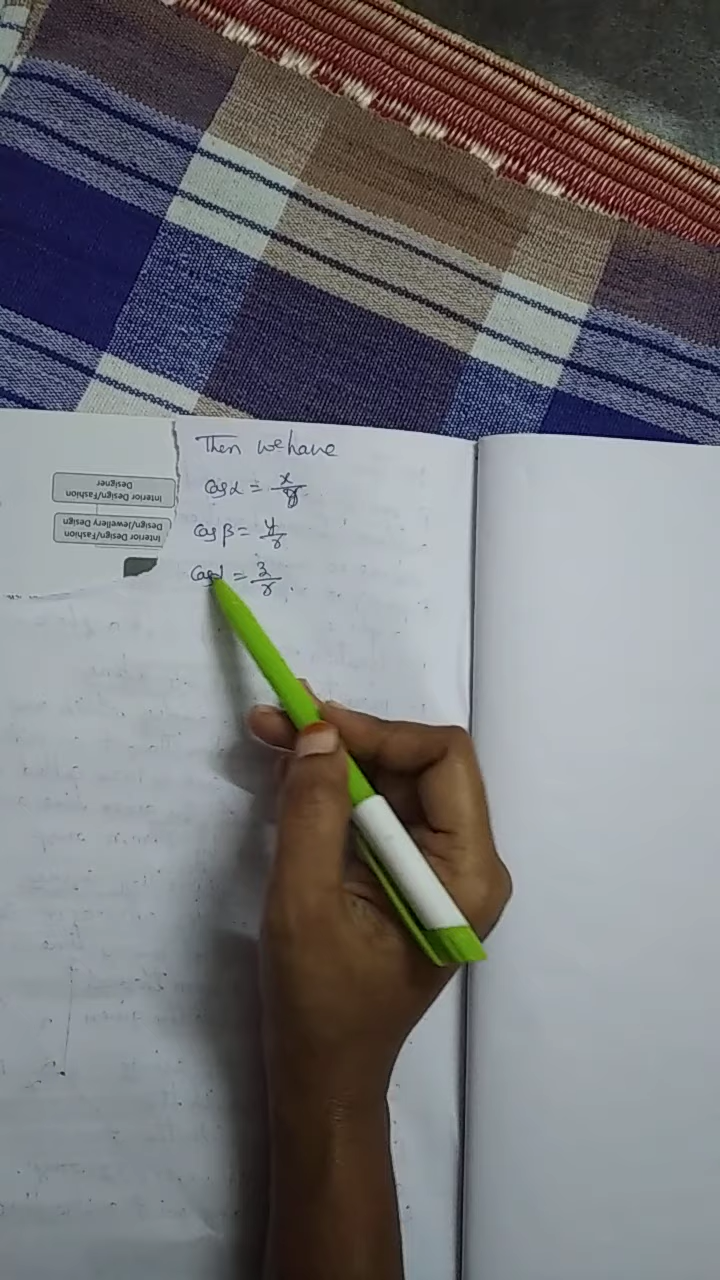 Then we have
cos α = x/r
cos β = y/r
cos γ = z/r.
Interior Design/Fashion
Designer
Interior Design/Fashion
Design/Jewellery Design